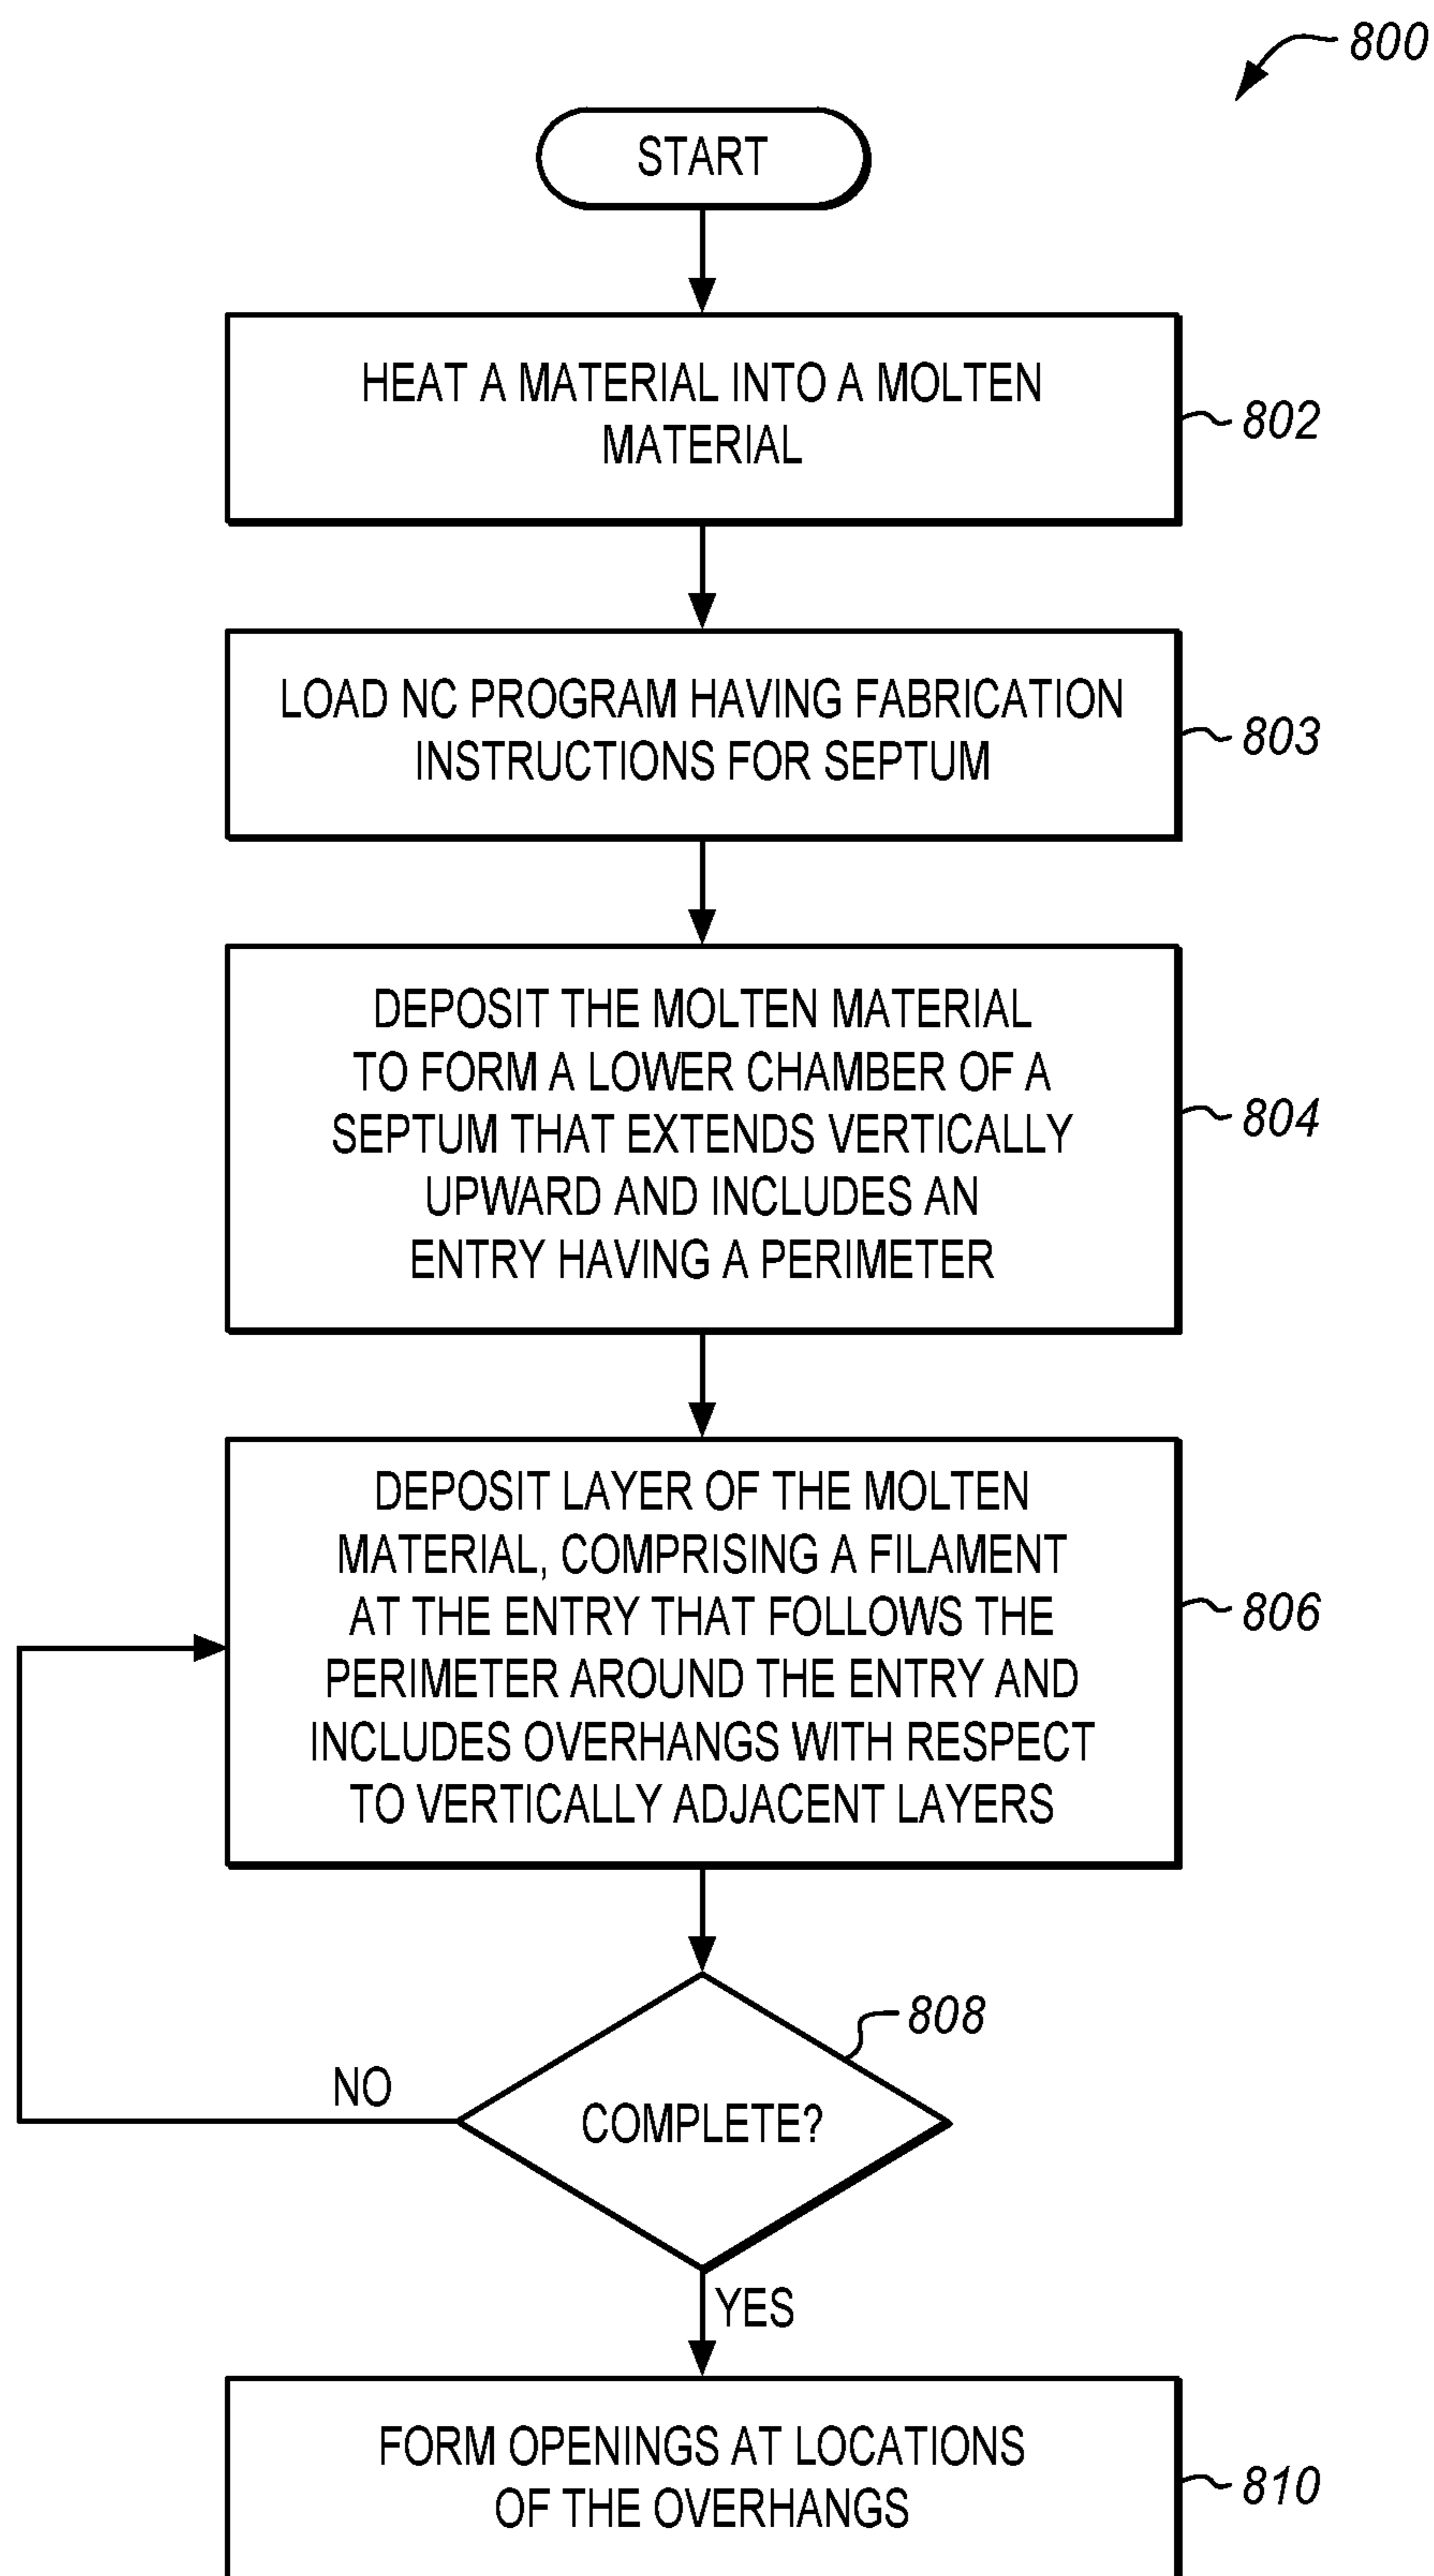 800
START
HEAT A MATERIAL INTO A MOLTEN
MATERIAL
802
LOAD NC PROGRAM HAVING FABRICATION
INSTRUCTIONS FOR SEPTUM
803
DEPOSIT THE MOLTEN MATERIAL
TO FORM A LOWER CHAMBER OF A
SEPTUM THAT EXTENDS VERTICALLY
UPWARD AND INCLUDES AN
ENTRY HAVING A PERIMETER
804
DEPOSIT LAYER OF THE MOLTEN
MATERIAL, COMPRISING A FILAMENT
AT THE ENTRY THAT FOLLOWS THE
PERIMETER AROUND THE ENTRY AND
INCLUDES OVERHANGS WITH RESPECT
TO VERTICALLY ADJACENT LAYERS
806
808
NO
COMPLETE?
YES
FORM OPENINGS AT LOCATIONS
OF THE OVERHANGS
810